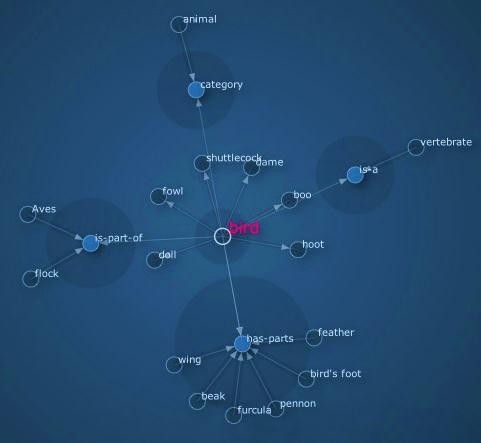 animal
category
shuttlecock
dame
vertebrate
is-a
fowl
boo
Aves
bird
is-part-of
hoot
doll
flock
feather
has-parts
wing
bird's foot
beak
pennon
furcula